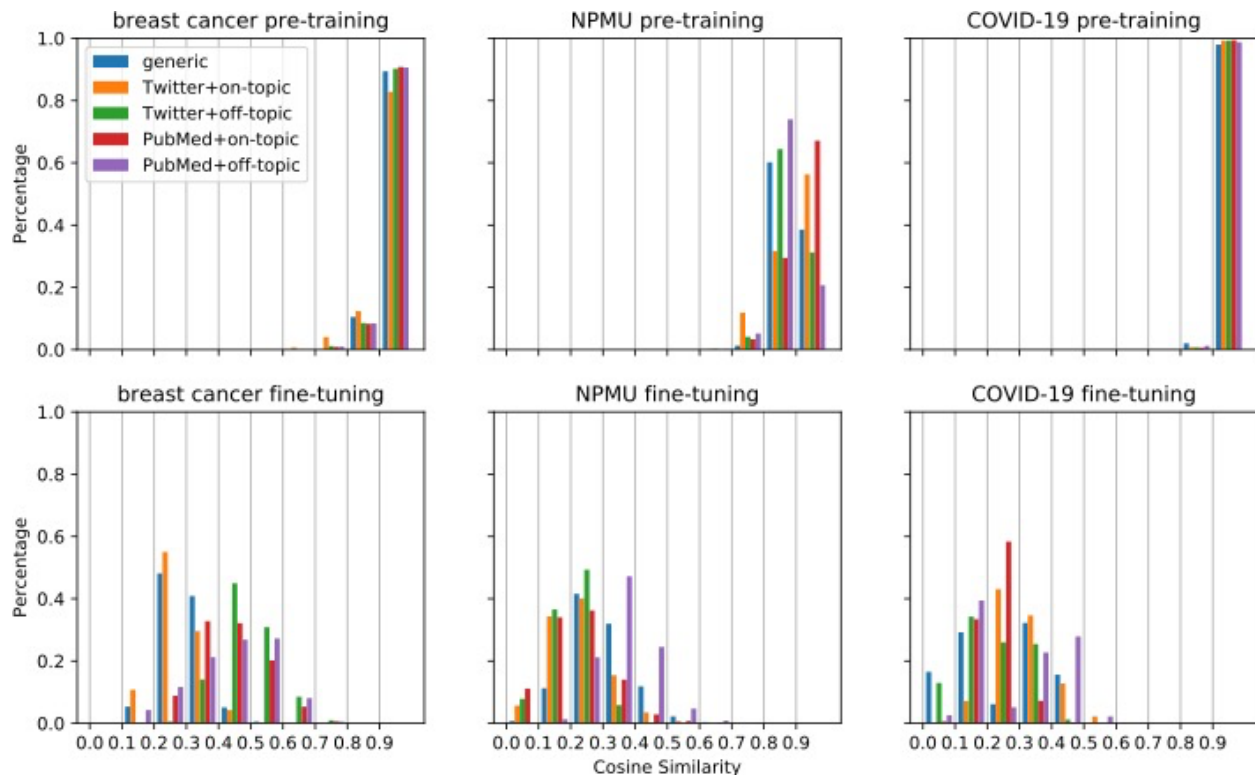 breast cancer pre-training
NPMU pre-training
COVID-19 pre-training
1.0
0.8
0.6
0.4
0.2
0.0
Percentage
generic
Twitter+on-topic
Twitter+off-topic
PubMed+on-topic
PubMed+off-topic
breast cancer fine-tuning
NPMU fine-tuning
COVID-19 fine-tuning
1.0
0.8
0.6
0.4
0.2
0.0
Percentage
0.0 0.1 0.2 0.3 0.4 0.5 0.6 0.7 0.8 0.9
0.0 0.1 0.2 0.3 0.4 0.5 0.6 0.7 0.8 0.9
0.0 0.1 0.2 0.3 0.4 0.5 0.6 0.7 0.8 0.9
Cosine Similarity